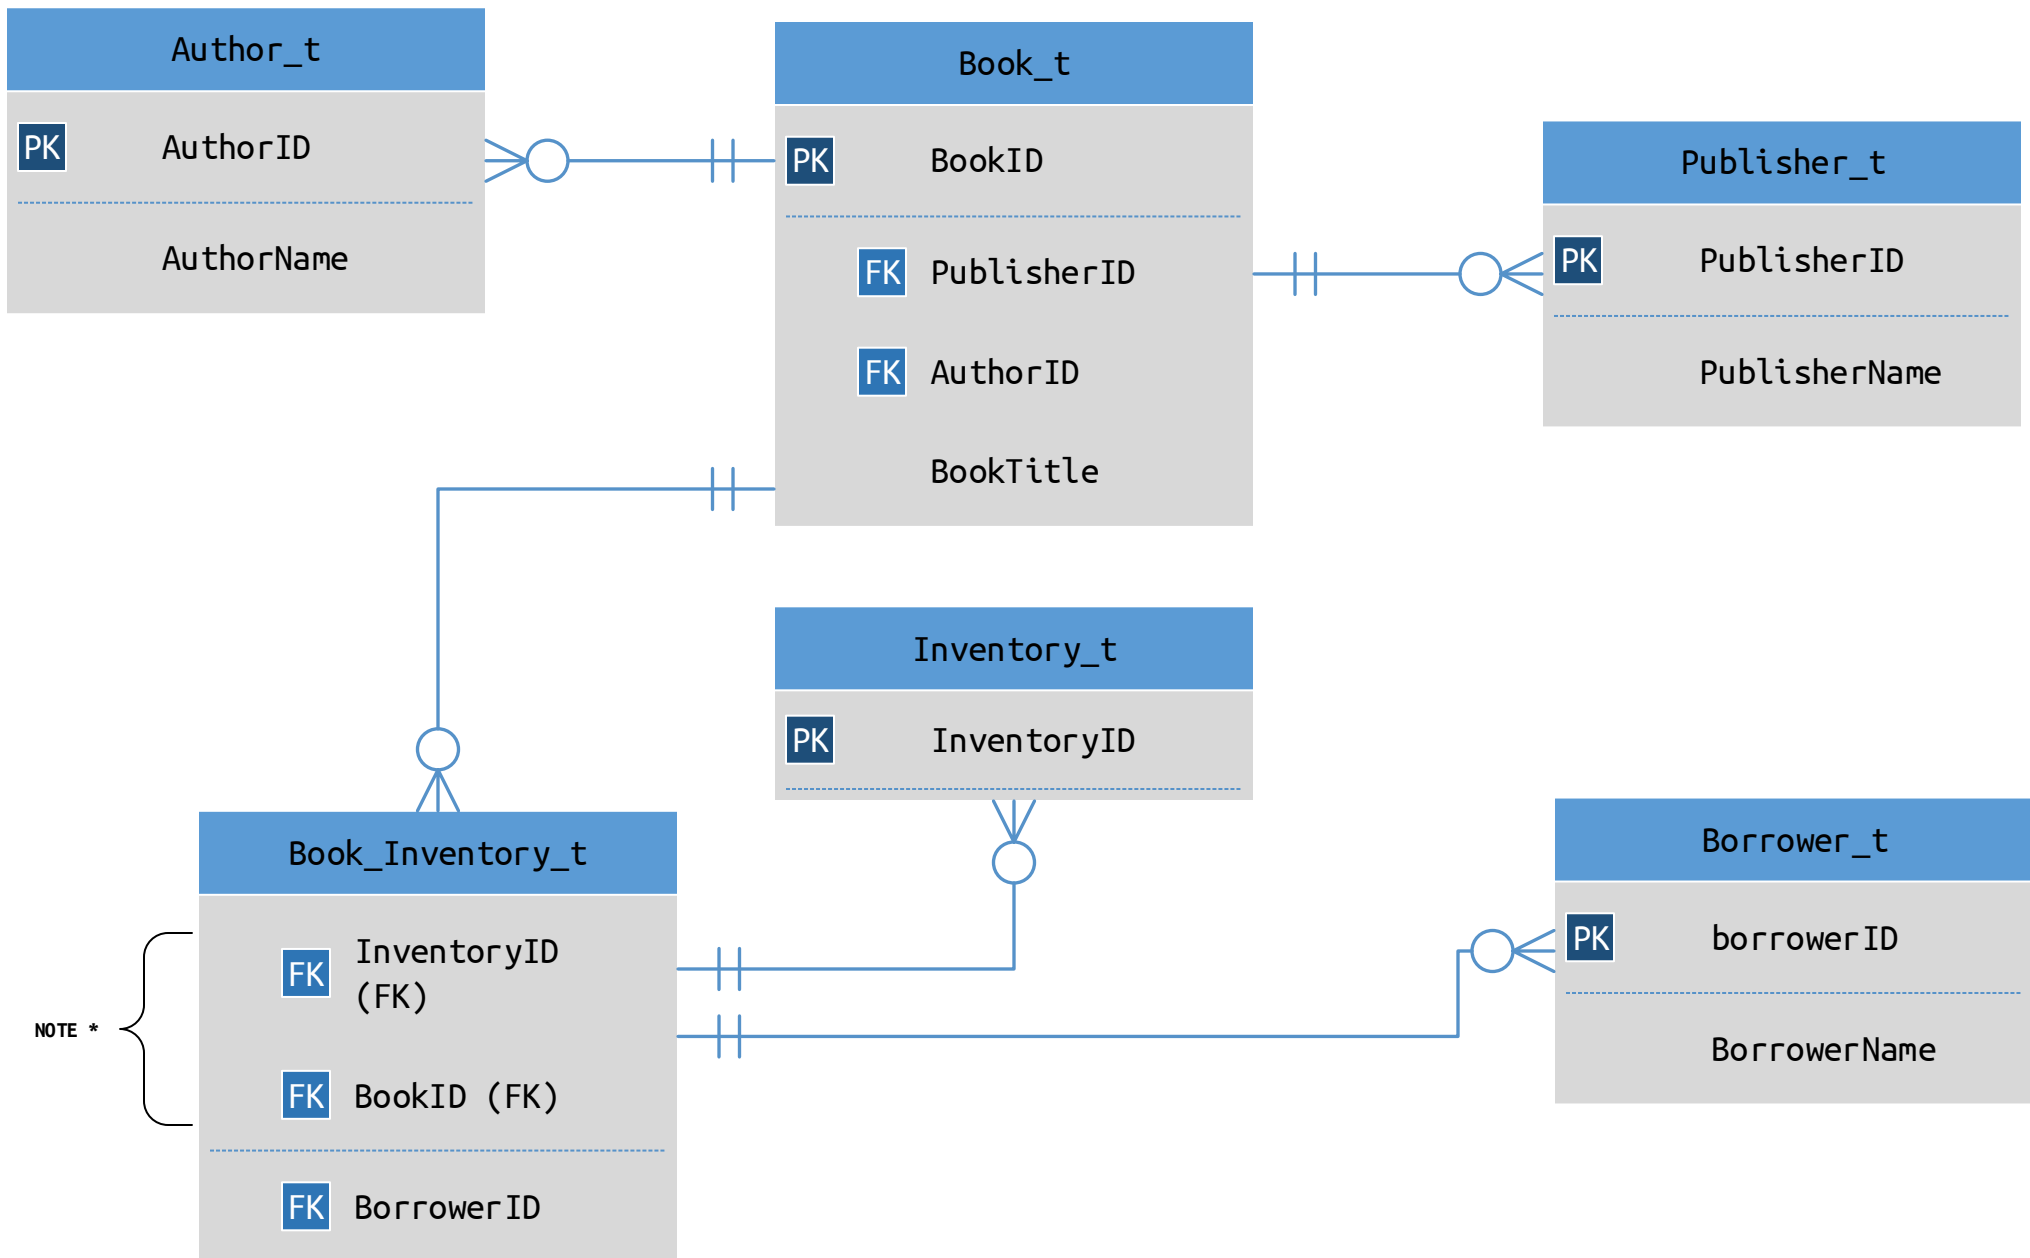 Author_t
PK AuthorID
AuthorName
Book_t
PK BookID
FK PublisherID
FK AuthorID
BookTitle
Publisher_t
PK PublisherID
PublisherName
Inventory_t
PK InventoryID
Book_Inventory_t
FK InventoryID
(FK)
FK BookID (FK)
FK BorrowerID
NOTE *
Borrower_t
PK borrowerID
BorrowerName